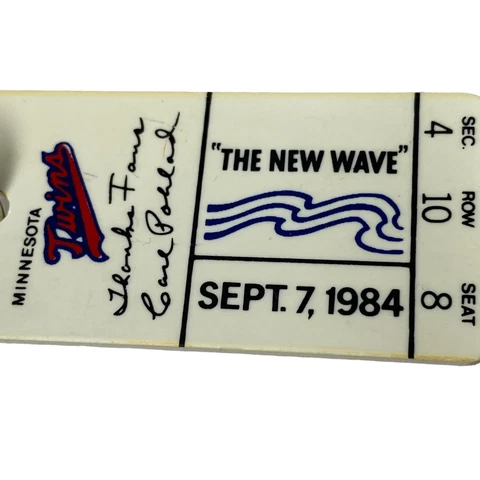 MINNESOTA
Twins
Thanks Fans
Carl Pohlad
"THE NEW WAVE"
SEPT. 7, 1984
SEC. ROW SEAT
4 10 8